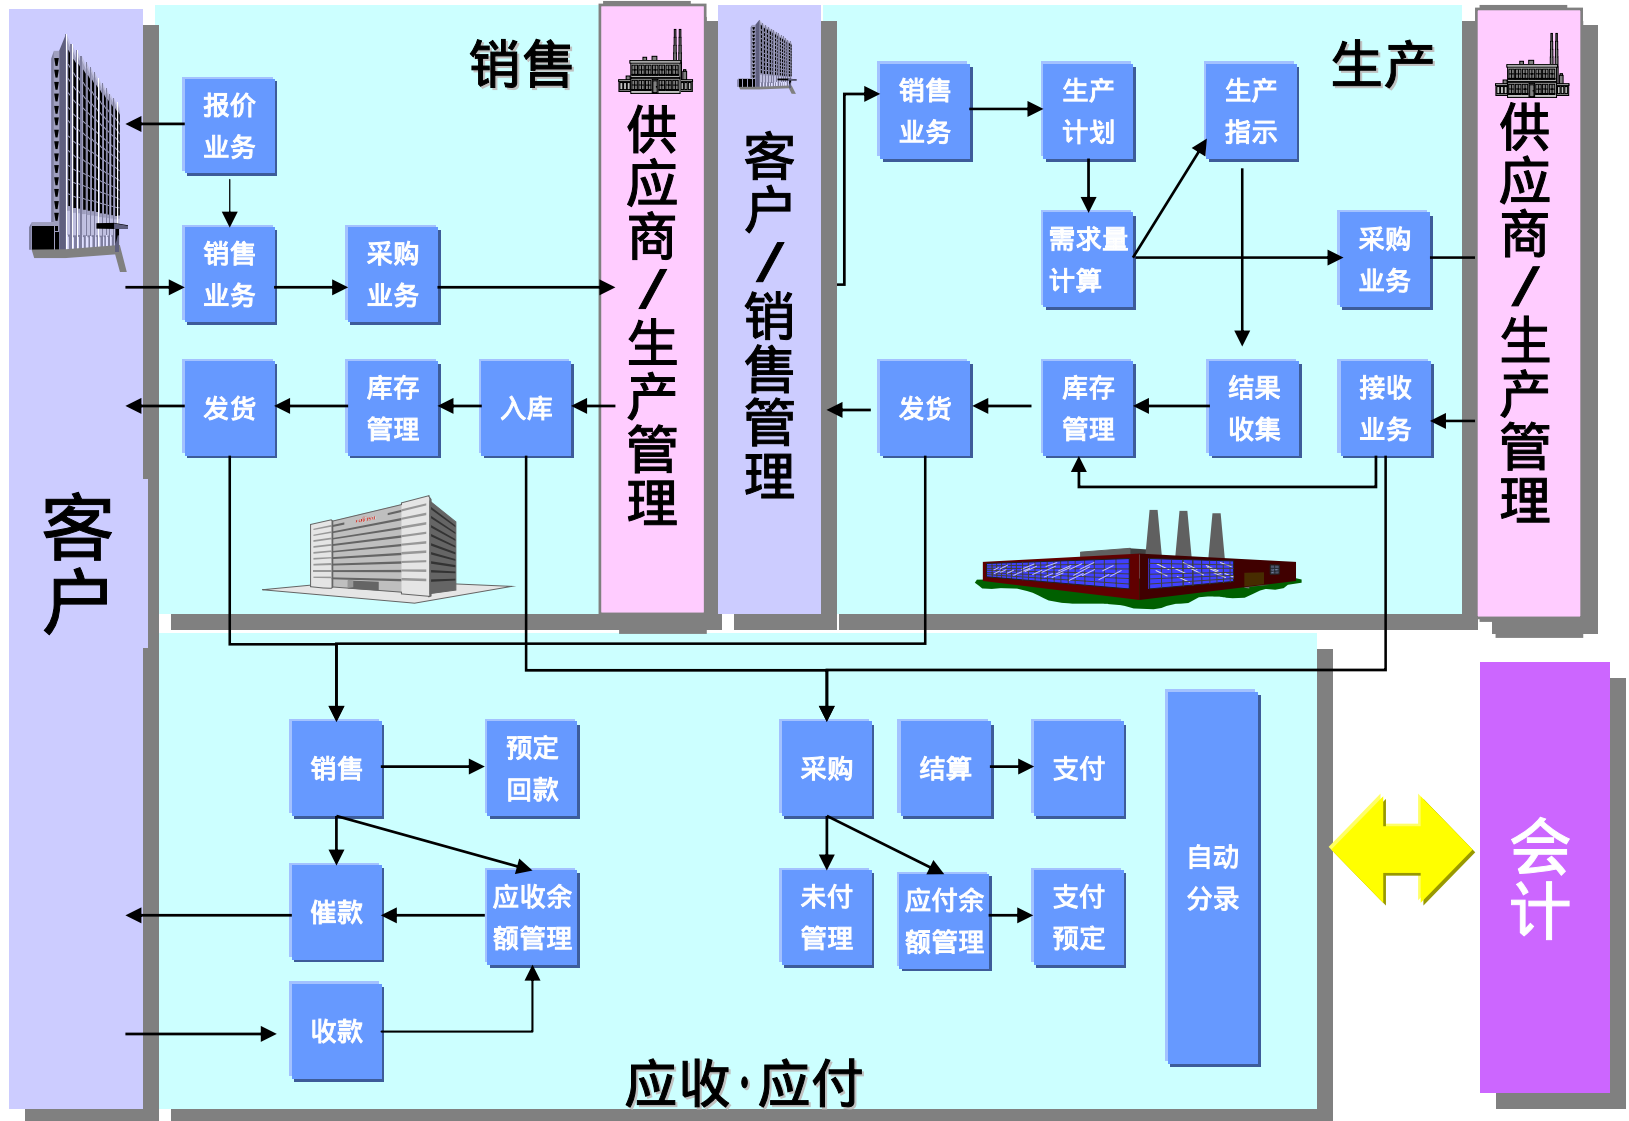 客户
销售
报价
业务
销售
业务
采购
业务
发货
库存
管理
入库
供应商/生产管理
客户/销售管理
生产
销售
业务
生产
计划
生产
指示
需求量
计算
采购
业务
发货
库存
管理
结果
收集
接收
业务
供应商/生产管理
销售
预定
回款
催款
应收余
额管理
收款
采购
结算
支付
未付
管理
应付余
额管理
支付
预定
自动
分录
应收·应付
会计